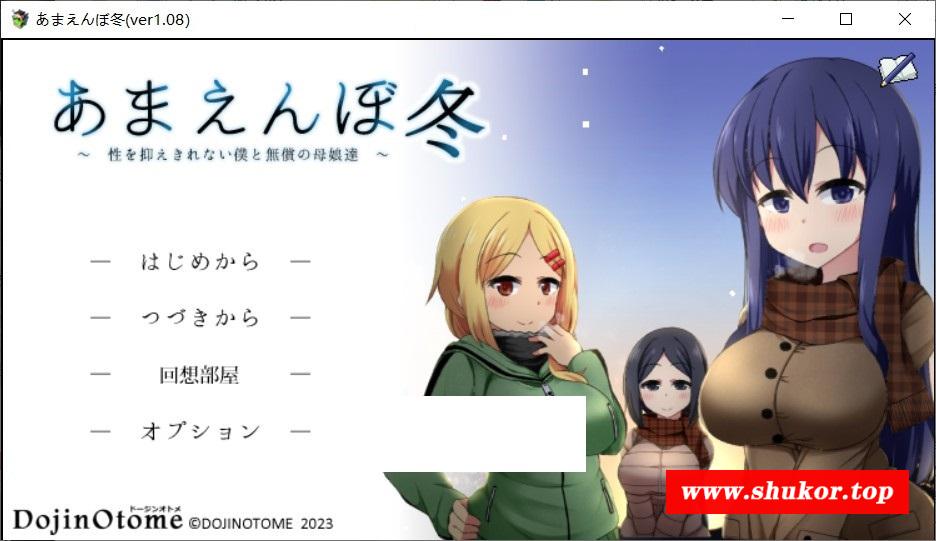 あまえんぼ冬(ver1.08)
あまえんぼ冬
～ 性を抑えきれない僕と無償の母娘達 ～
はじめから
つづきから
回想部屋
オプション
www.shukor.top
ドージンオトメ
DojinOtome ©DOJINOTOME 2023